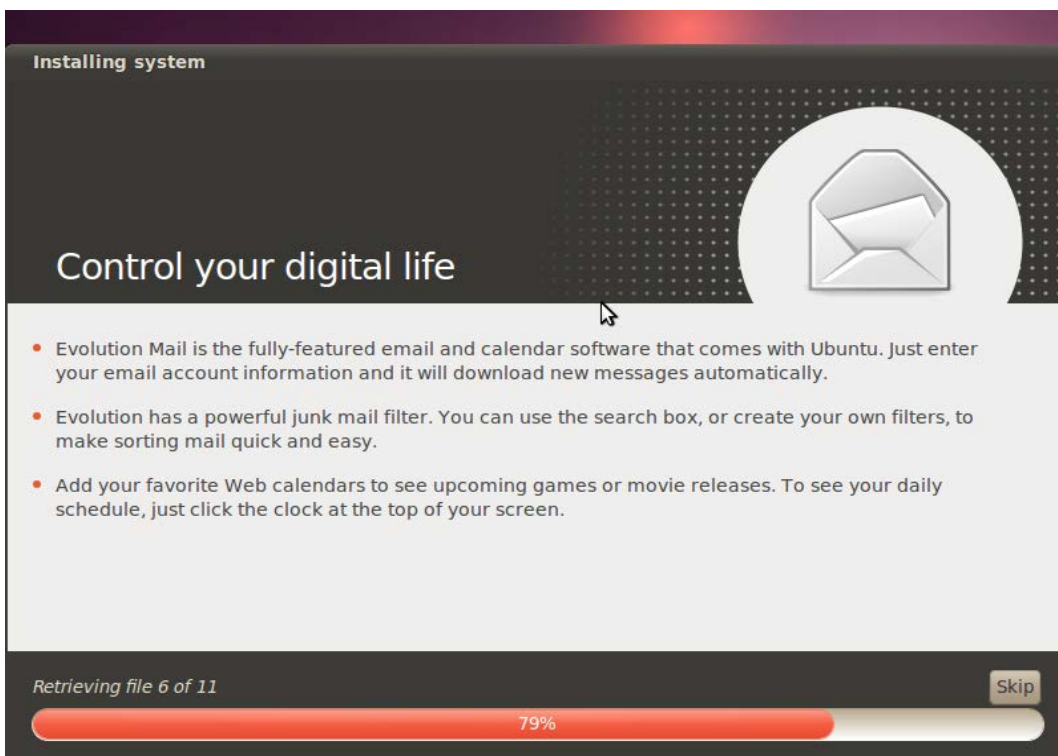 Installing system
Control your digital life
Evolution Mail is the fully-featured email and calendar software that comes with Ubuntu. Just enter
your email account information and it will download new messages automatically.
Evolution has a powerful junk mail filter. You can use the search box, or create your own filters, to
make sorting mail quick and easy.
Add your favorite Web calendars to see upcoming games or movie releases. To see your daily
schedule, just click the clock at the top of your screen.
Retrieving file 6 of 11
Skip
79%